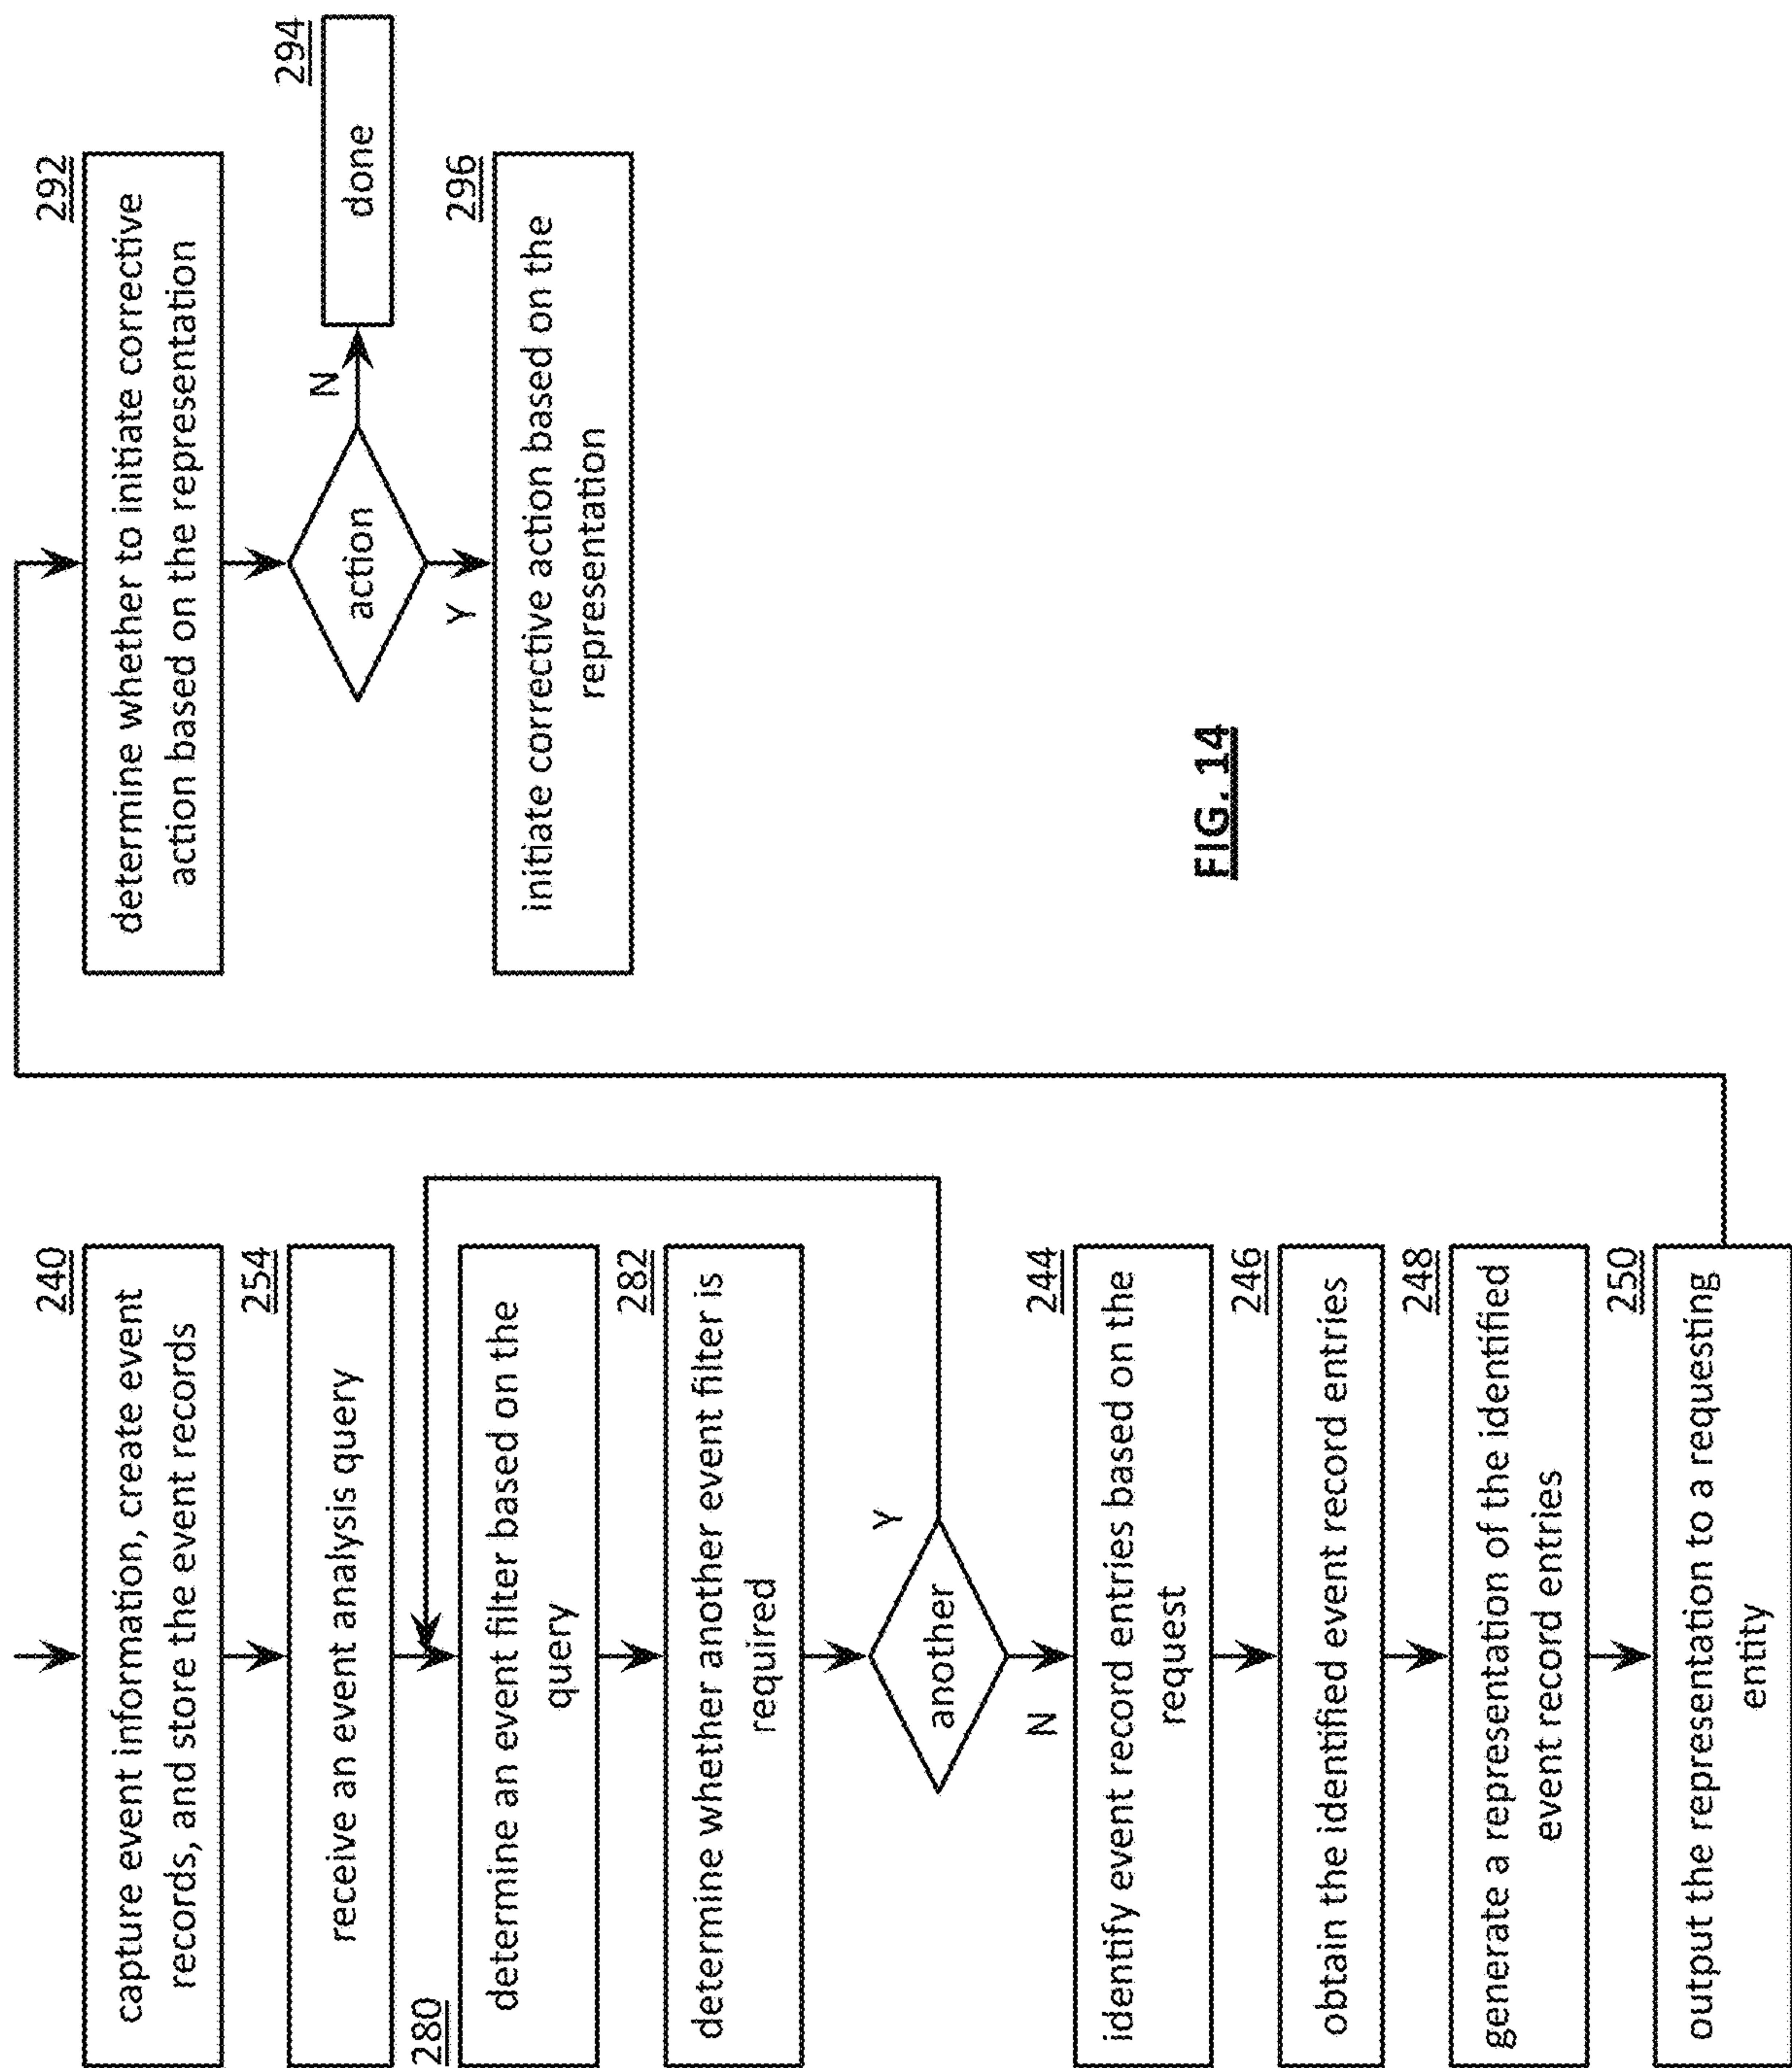 240
capture event information, create event
records, and store the event records
254
receive an event analysis query
280
determine an event filter based on the
query
282
determine whether another event filter is
required
another
Y
N
244
identify event record entries based on the
request
246
obtain the identified event record entries
248
generate a representation of the identified
event record entries
250
output the representation to a requesting
entity
292
determine whether to initiate corrective
action based on the representation
action
N
294
done
Y
296
initiate corrective action based on the
representation
FIG. 14